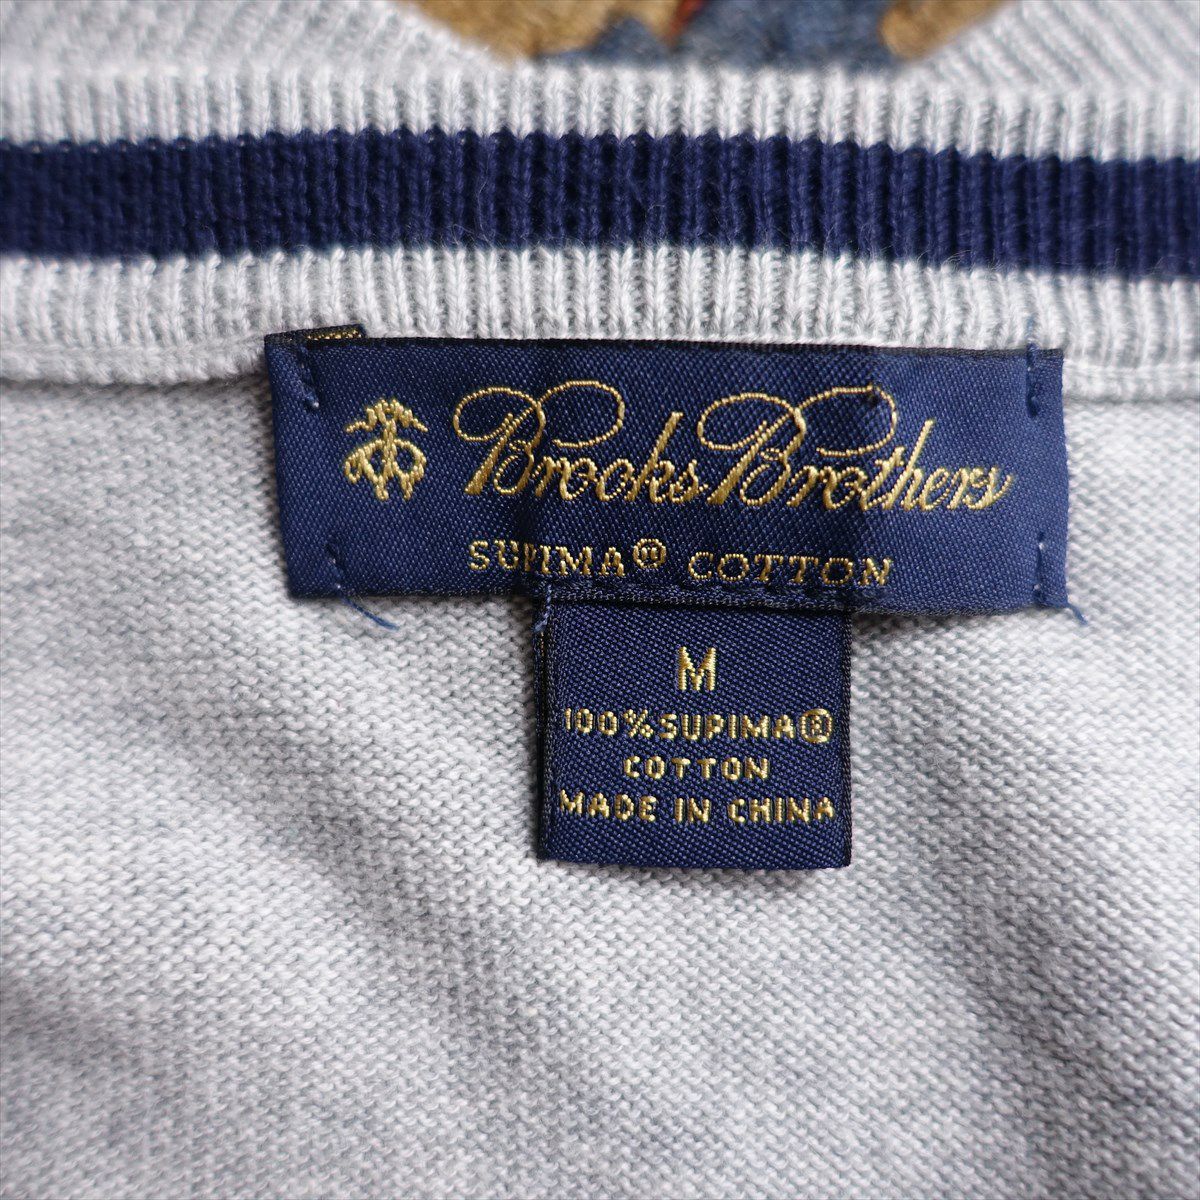 Brooks Brothers
SUPIMA® COTTON
M
100% SUPIMA®
COTTON
MADE IN CHINA